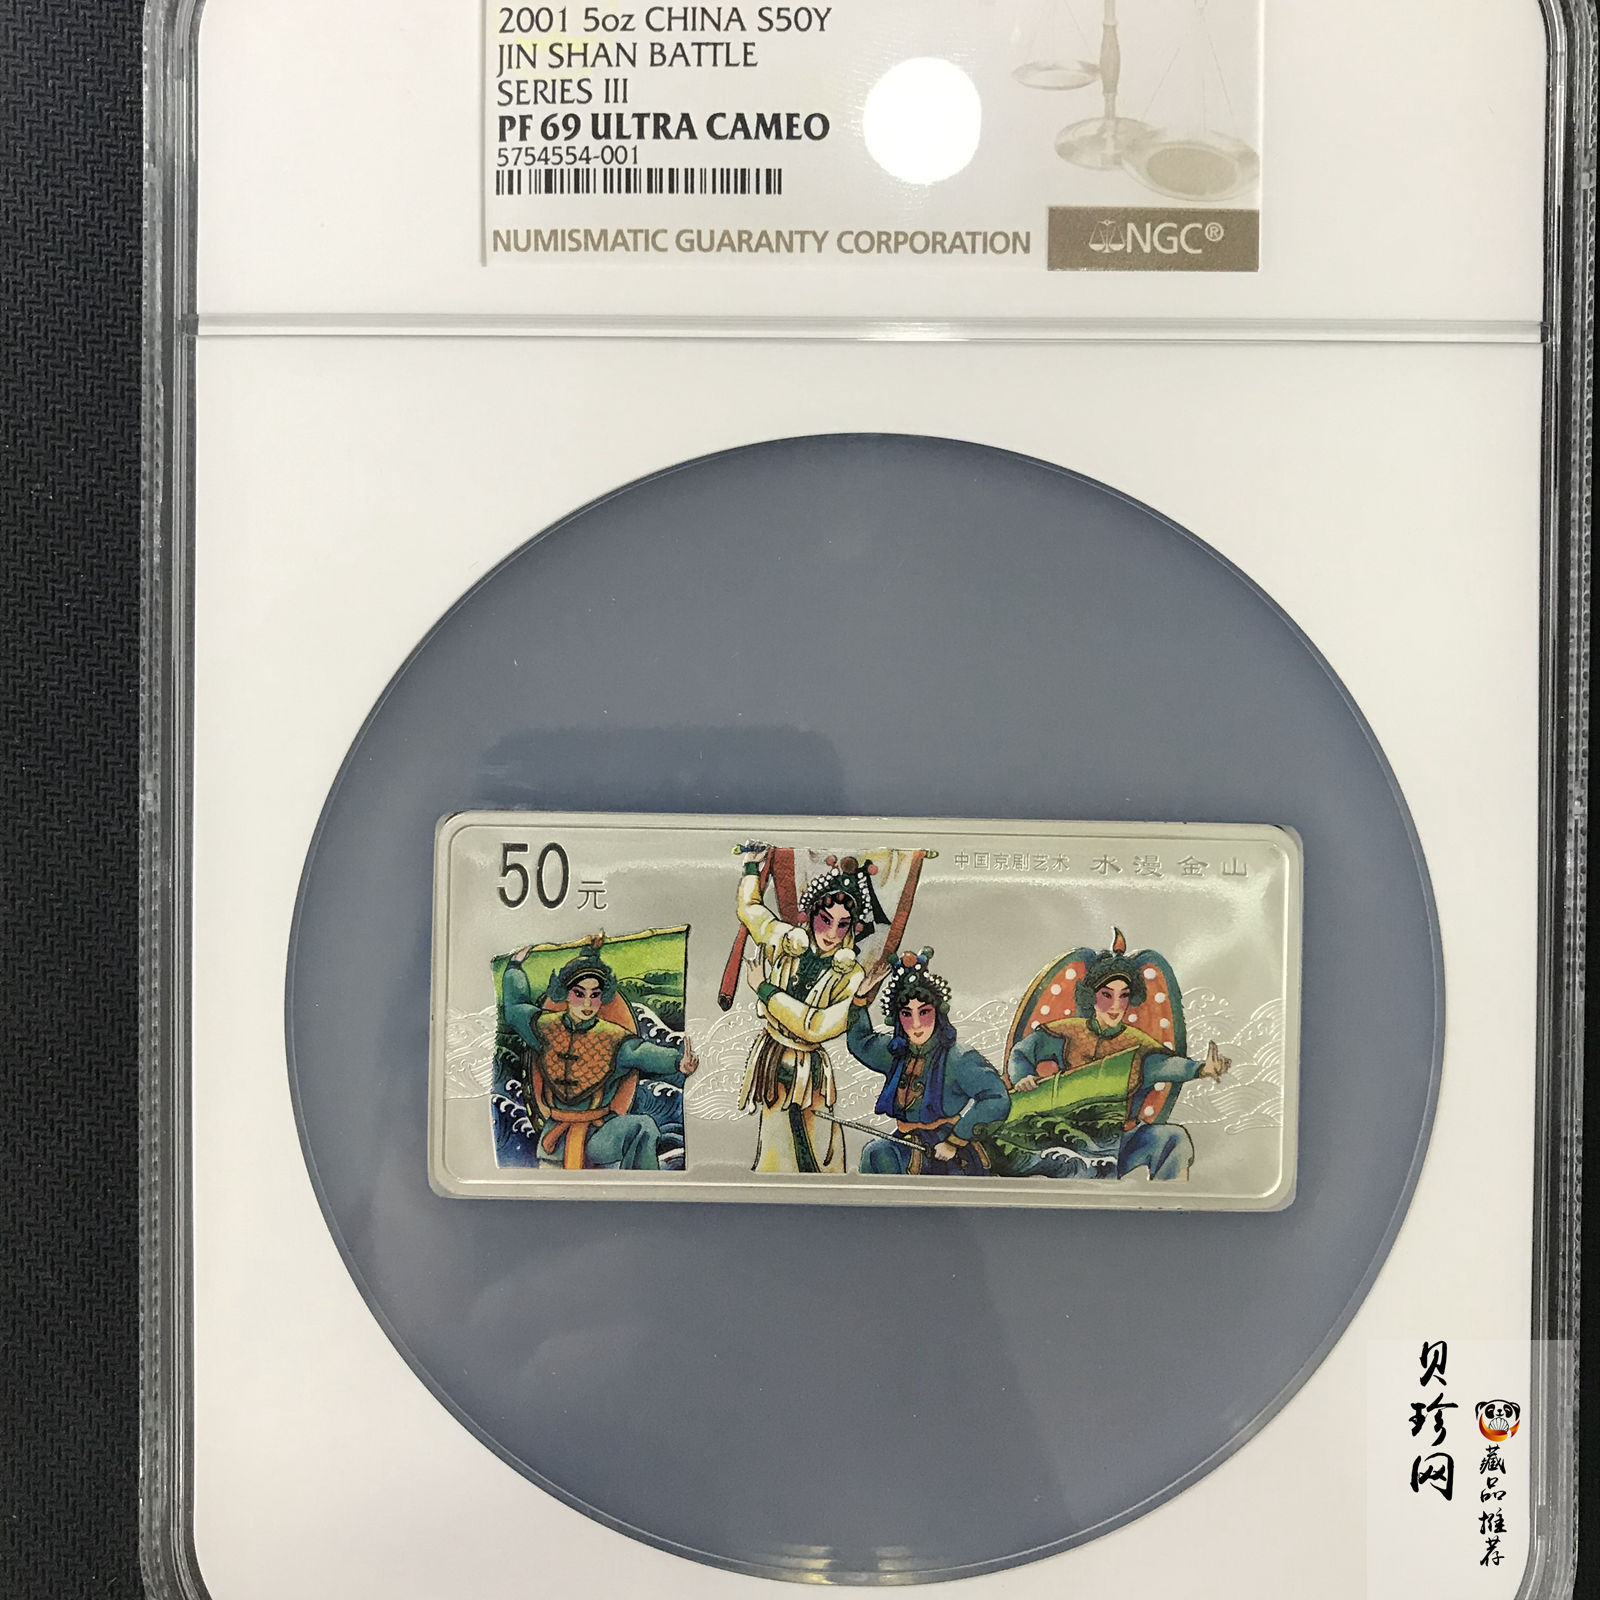 2001 5oz CHINA S50Y
JIN SHAN BATTLE
SERIES III
PF 69 ULTRA CAMEO
5754554-001
NUMISMATIC GUARANTY CORPORATION
NGC®
50元
中国京剧艺术 水漫金山
贝珍网
藏品推荐